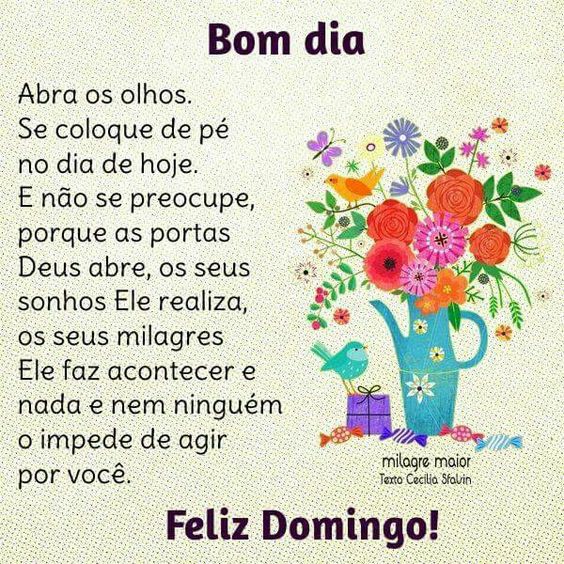 Bom dia
Abra os olhos.
Se coloque de pé
no dia de hoje.
E não se preocupe,
porque as portas
Deus abre, os seus
sonhos Ele realiza,
os seus milagres
Ele faz acontecer e
nada e nem ninguém
o impede de agir
por você.
milagre maior
Texto Cecilia Sfalsin
Feliz Domingo!